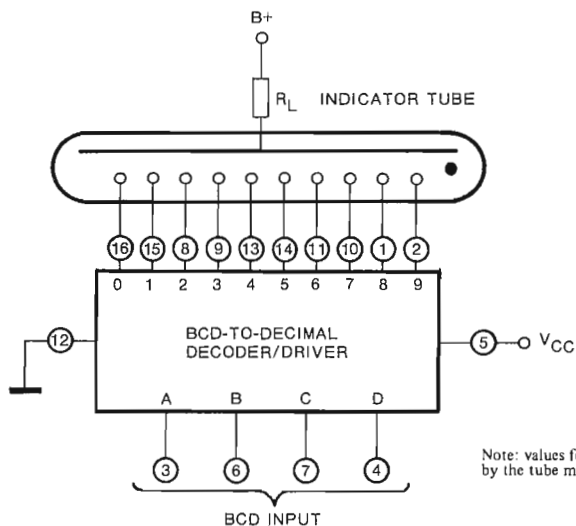 B+
RL INDICATOR TUBE
16 15 8 9 13 14 11 10 1 2
0 1 2 3 4 5 6 7 8 9
BCD-TO-DECIMAL
DECODER/DRIVER
12
5 VCC
A B C D
3 6 7 4
Note: values
by the tube
BCD INPUT